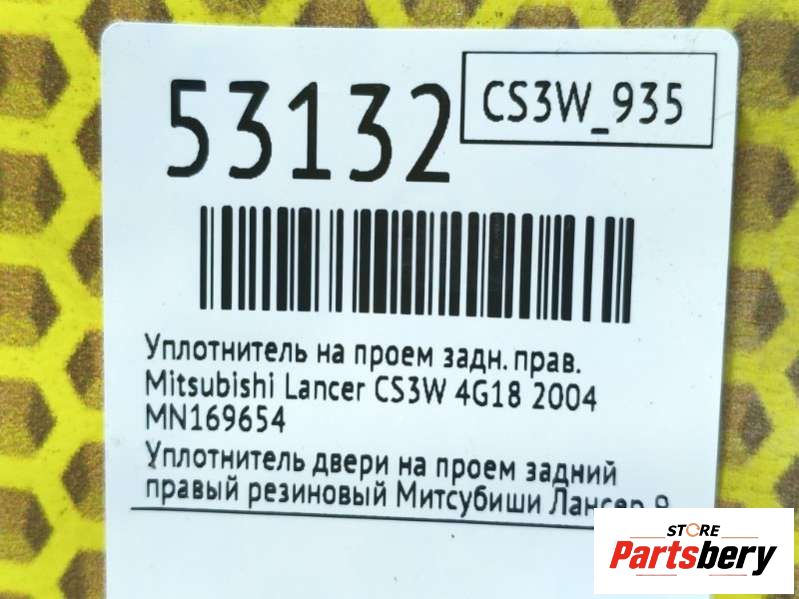 53132
CS3W_935
Уплотнитель на проем задн. прав.
Mitsubishi Lancer CS3W 4G18 2004
MN169654
Уплотнитель двери на проем задний
правый резиновый Митсубиши Лансер 9
STORE
Partsbery